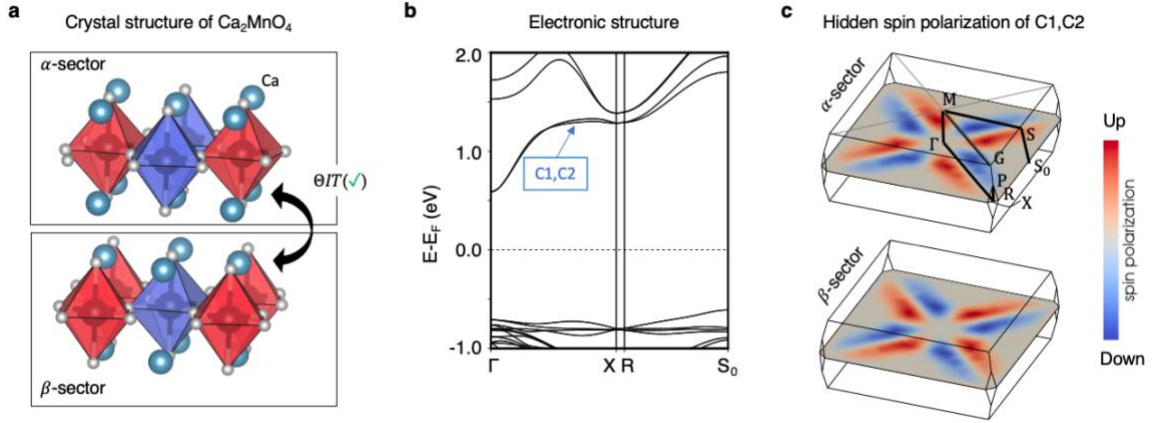 a
Crystal structure of Ca₂MnO₄
α-sector
Ca
ΘIT(✓)
β-sector
b
Electronic structure
2.0
1.0
0.0
-1.0
E-E_F (eV)
C1,C2
Γ
X R
S₀
c
Hidden spin polarization of C1,C2
α-sector
M
Γ
S
G
S₀
P
R
X
β-sector
Up
spin polarization
Down